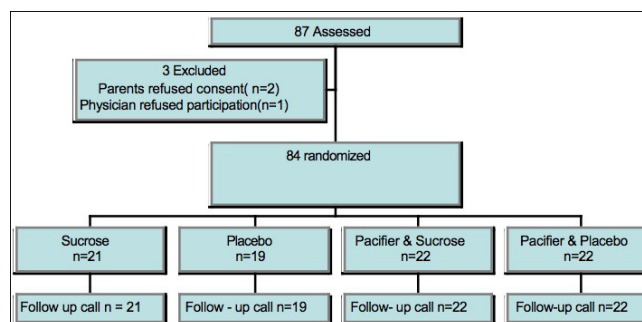 87 Assessed
3 Excluded
Parents refused consent( n=2)
Physician refused participation(n=1)
84 randomized
Sucrose
n=21
Placebo
n=19
Pacifier & Sucrose
n=22
Pacifier & Placebo
n=22
Follow up call n = 21
Follow - up call n=19
Follow- up call n=22
Follow-up call n=22